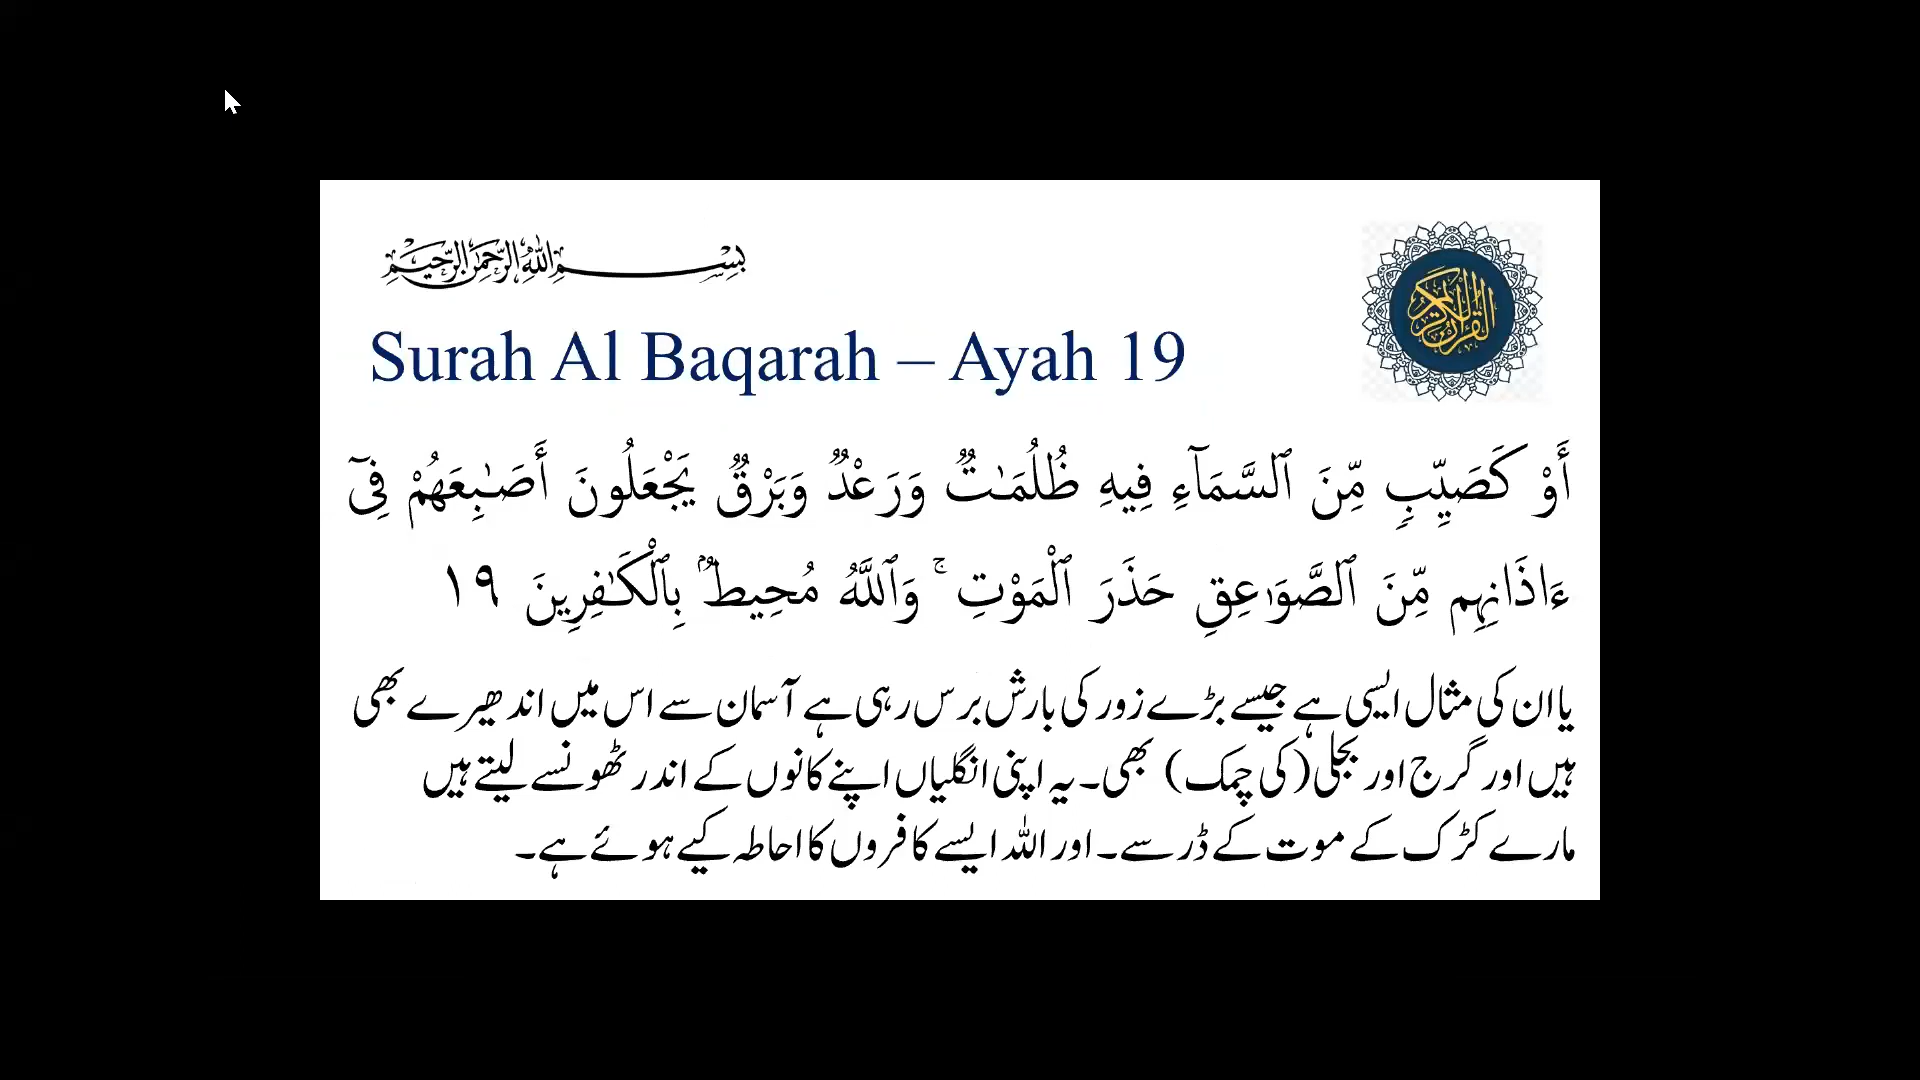 بِسْمِ اللهِ الرَّحْمٰنِ الرَّحِيْمِ
القرآن الكريم
Surah Al Baqarah – Ayah 19
أَوْ كَصَيِّبٍۢ مِّنَ ٱلسَّمَآءِ فِيهِ ظُلُمَـٰتٌۭ وَرَعْدٌۭ وَبَرْقٌۭ يَجْعَلُونَ أَصَـٰبِعَهُمْ فِىٓ
ءَاذَانِهِم مِّنَ ٱلصَّوَٰعِقِ حَذَرَ ٱلْمَوْتِ ۚ وَٱللَّهُ مُحِيطٌۢ بِٱلْكَـٰفِرِينَ ١٩
یا ان کی مثال ایسی ہے جیسے بڑے زور کی بارش برس رہی ہے آسمان سے اس میں اندھیرے بھی
ہیں اور گرج اور بجلی (کی چمک) بھی۔ یہ اپنی انگلیاں اپنے کانوں کے اندر ٹھونسے لیتے ہیں
مارے کڑک کے موت کے ڈر سے۔ اور اللہ ایسے کافروں کا احاطہ کیے ہوئے ہے۔